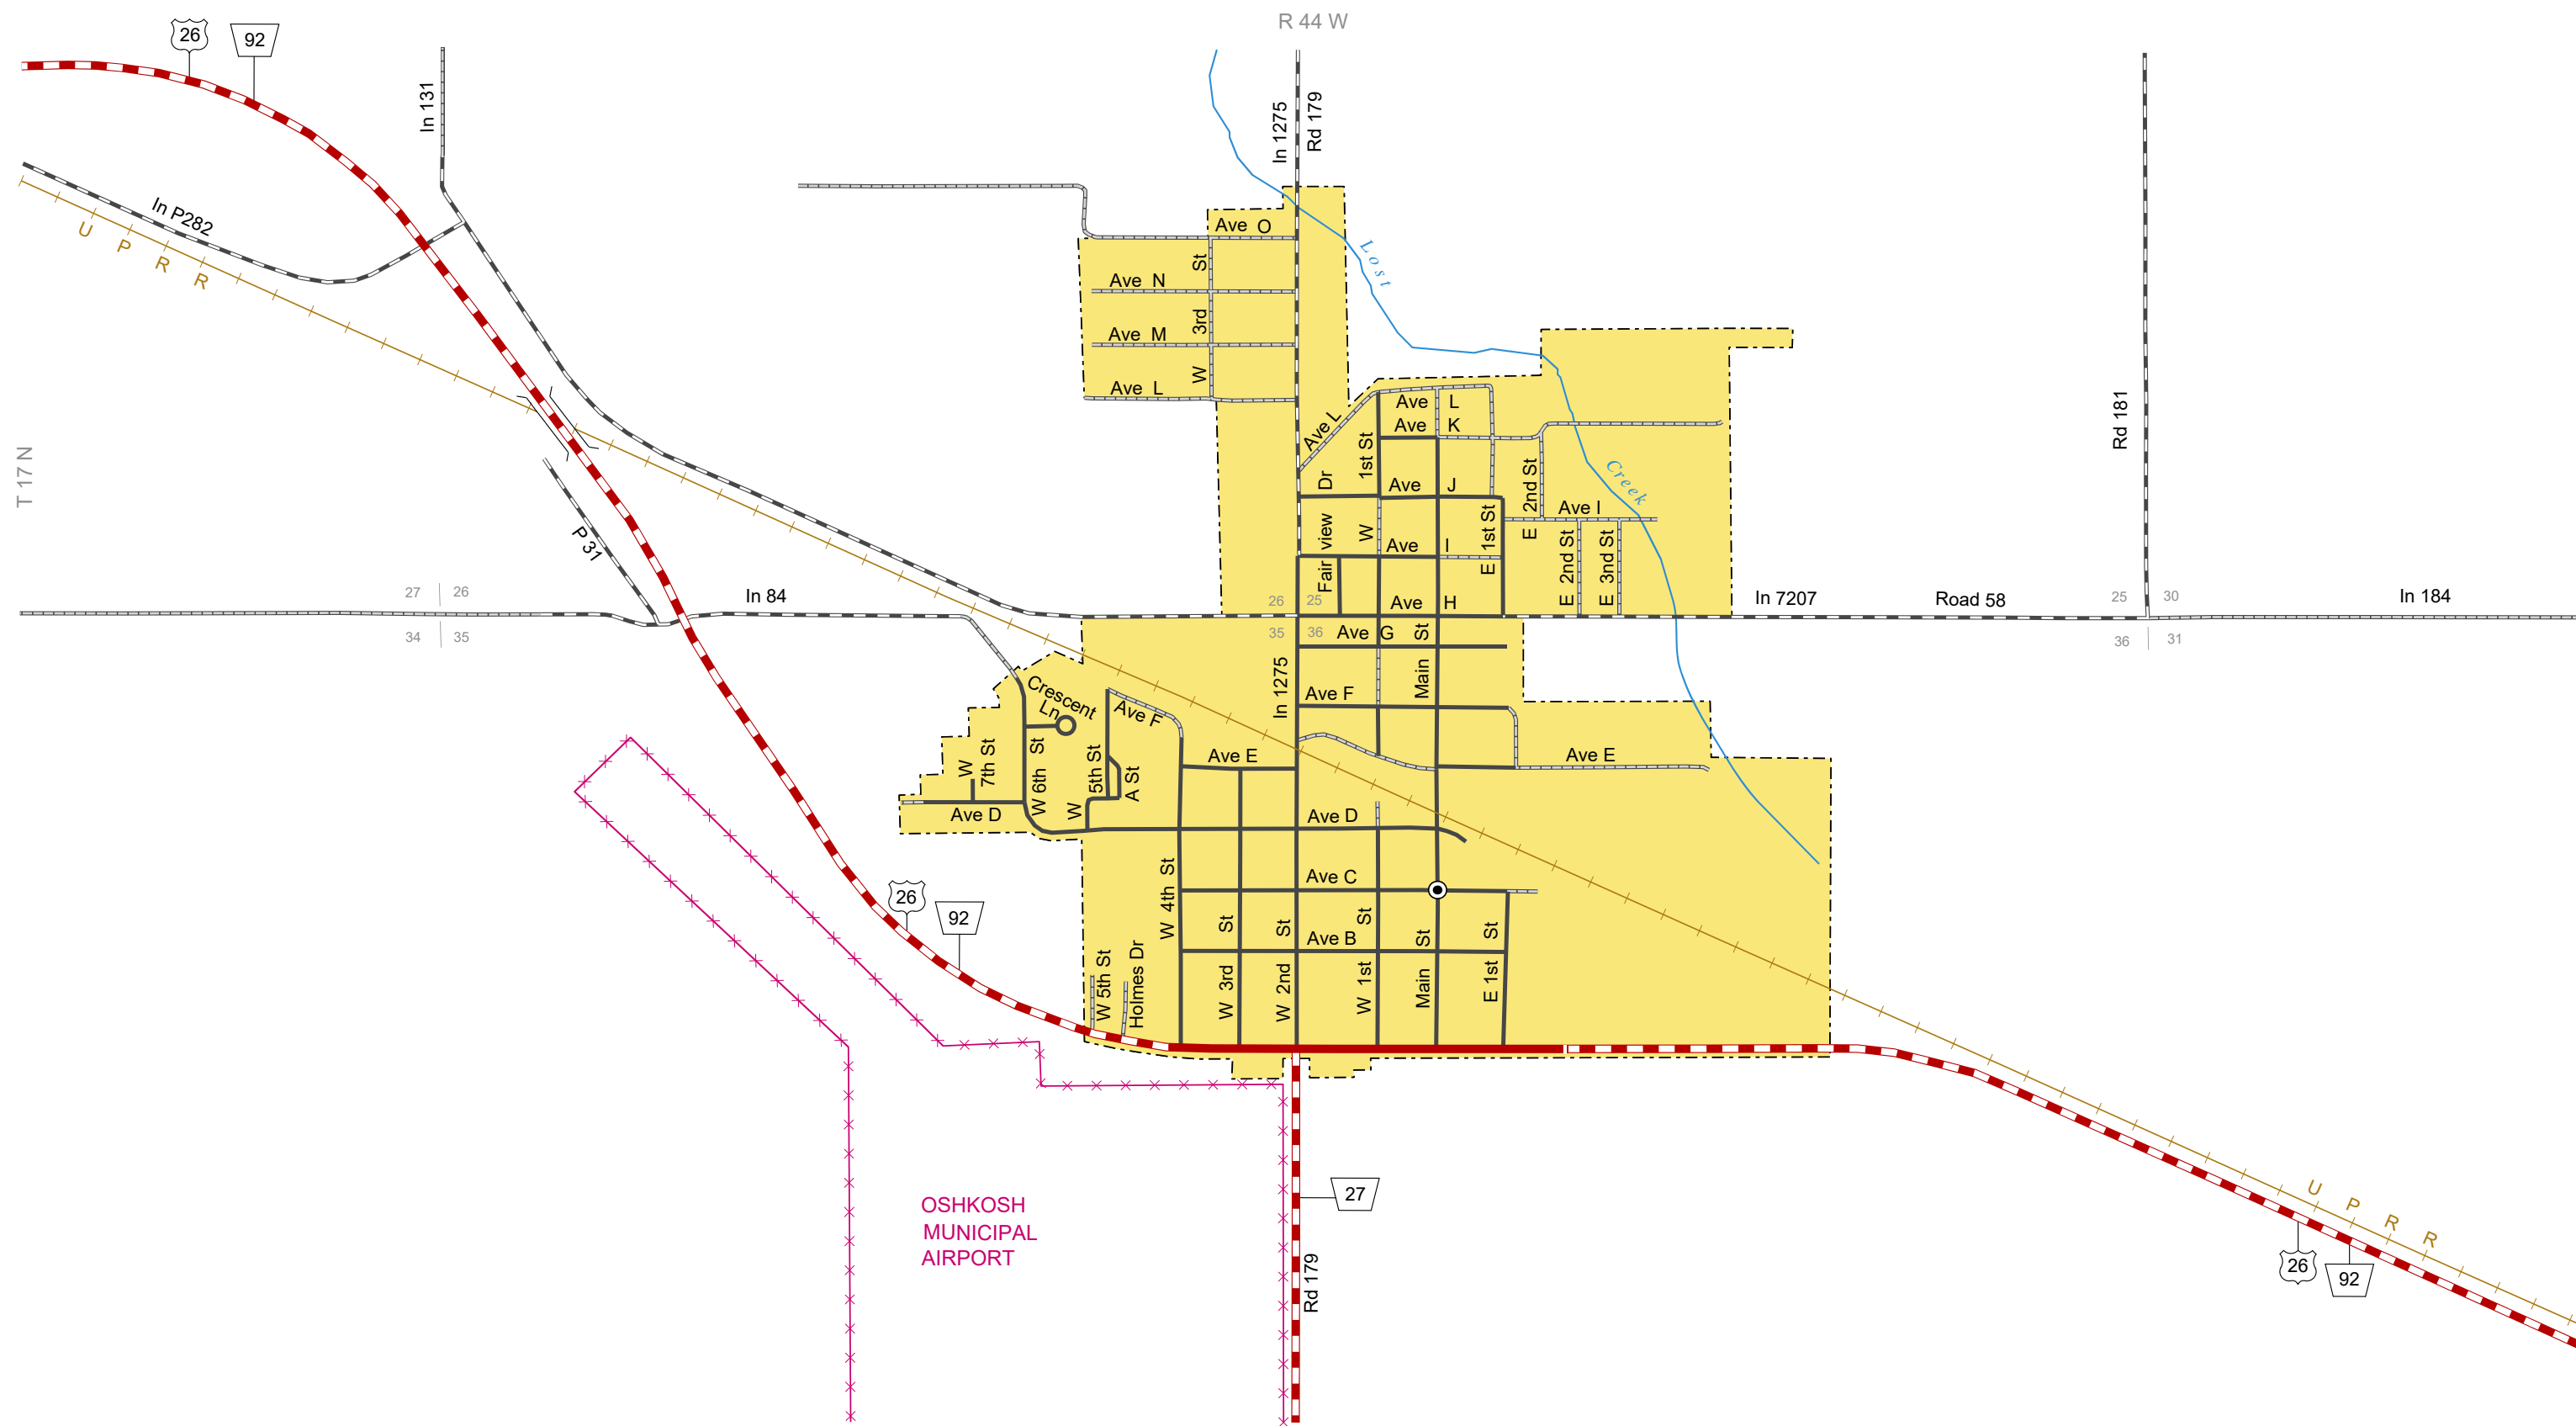 R 44 W
26
92
In 131
In 1275
Rd 179
In P282
U P R R
Ave O
Lost
Ave N
St
Ave M
3rd
Ave L
W
Ave L
Ave L
Ave K
Rd 181
T 17 N
1st St
Dr
Ave J
2nd St
Creek
Ave I
view
W
Ave I
E 1st St
E
P 31
Fair
E 2nd St
E 3nd St
27 26
In 84
26 25
Ave H
In 7207
Road 58
25 30
In 184
34 35
35 36
Ave G
St
36 31
In 1275
Main
Crescent
Ln
Ave F
Ave F
W
7th St
W 6th St
5th St
A St
Ave E
Ave E
W
Ave D
Ave D
W 4th St
Ave C
26
92
W 5th St
Holmes Dr
W 3rd St
W 2nd St
Ave B
W 1st St
Main St
E 1st St
27
OSHKOSH
MUNICIPAL
AIRPORT
Rd 179
U P R R
26
92